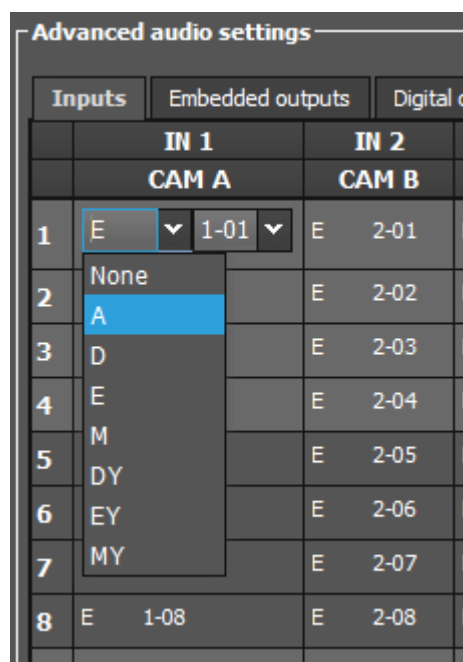 Advanced audio settings
Inputs Embedded outputs Digital
IN 1 IN 2
CAM A CAM B
1 E 1-01 E 2-01
None
2 E 2-02
A
3 D E 2-03
4 E E 2-04
M
5 E 2-05
DY
6 EY E 2-06
7 MY E 2-07
8 E 1-08 E 2-08